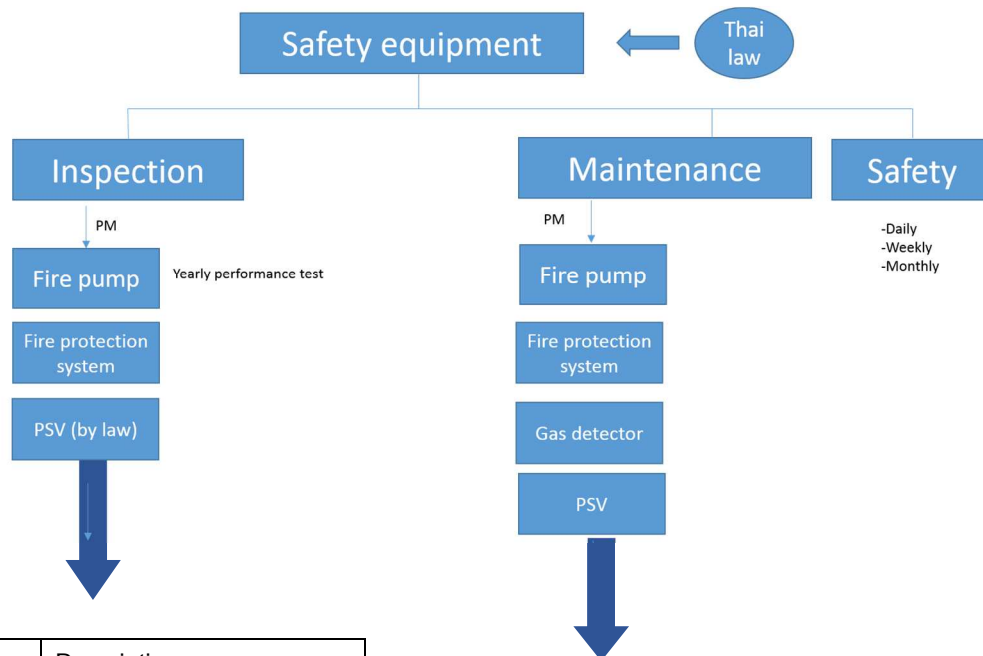 Safety equipment
Thai
law
Inspection
Maintenance
Safety
PM
PM
-Daily
-Weekly
-Monthly
Fire pump
Yearly performance test
Fire pump
Fire protection
system
Fire protection
system
PSV (by law)
Gas detector
PSV